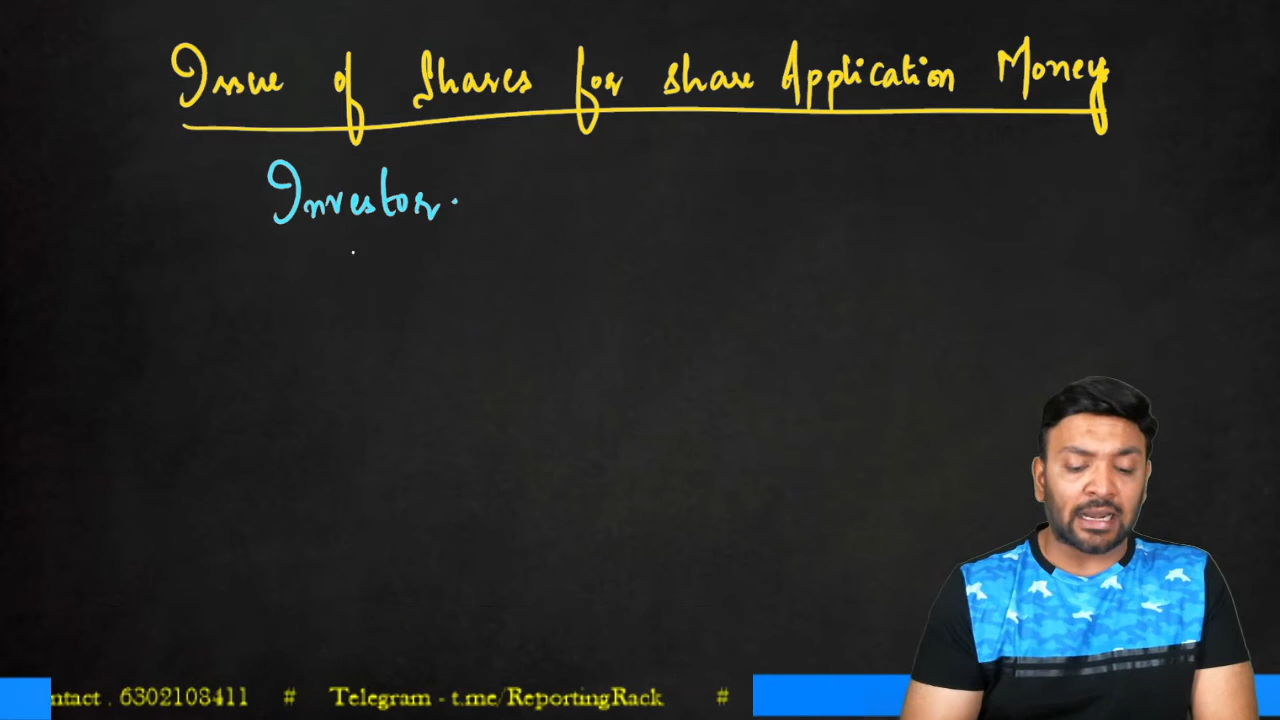 Issue of Shares for share Application Money
Investor.
ntact . 6302108411 # Telegram - t.me/ReportingRack #